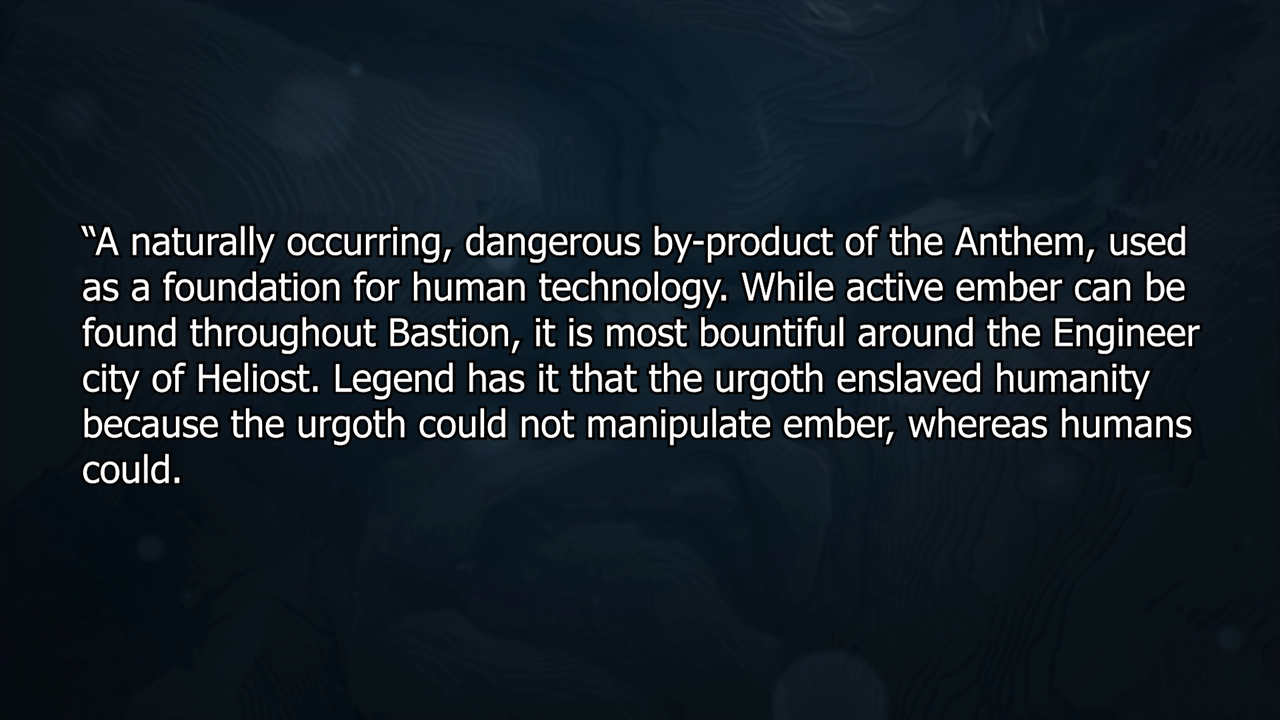 “A naturally occurring, dangerous by-product of the Anthem, used
as a foundation for human technology. While active ember can be
found throughout Bastion, it is most bountiful around the Engineer
city of Heliost. Legend has it that the urgoth enslaved humanity
because the urgoth could not manipulate ember, whereas humans
could.